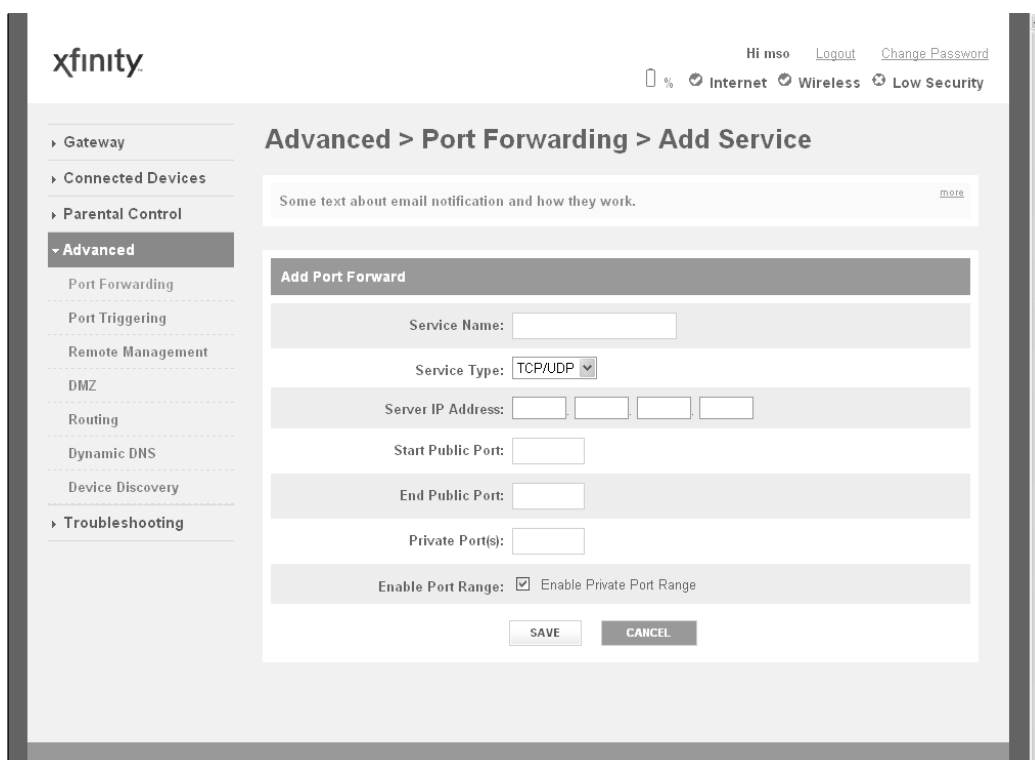 xfinity.
Hi mso Logout Change Password
% Internet Wireless Low Security
Gateway
Connected Devices
Parental Control
Advanced
Port Forwarding
Port Triggering
Remote Management
DMZ
Routing
Dynamic DNS
Device Discovery
Troubleshooting
Advanced > Port Forwarding > Add Service
Some text about email notification and how they work. more
Add Port Forward
Service Name:
Service Type: TCP/UDP
Server IP Address: . . .
Start Public Port:
End Public Port:
Private Port(s):
Enable Port Range: Enable Private Port Range
SAVE CANCEL